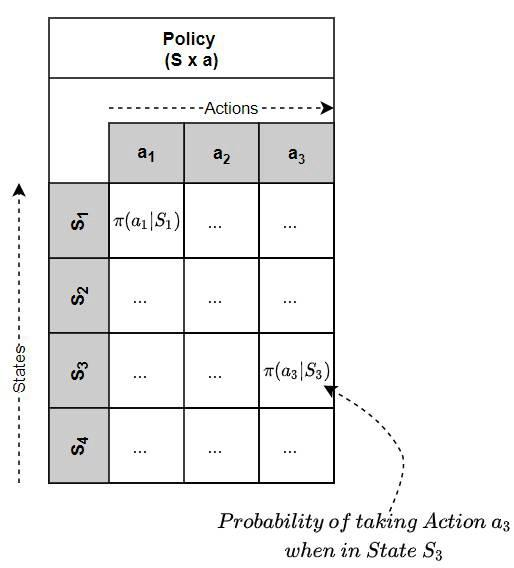 Policy
(S x a)
Actions
a1 a2 a3
S1 π(a1|S1) ... ...
S2 ... ... ...
States
S3 ... ... π(a3|S3)
S4 ... ... ...
Probability of taking Action a3
when in State S3